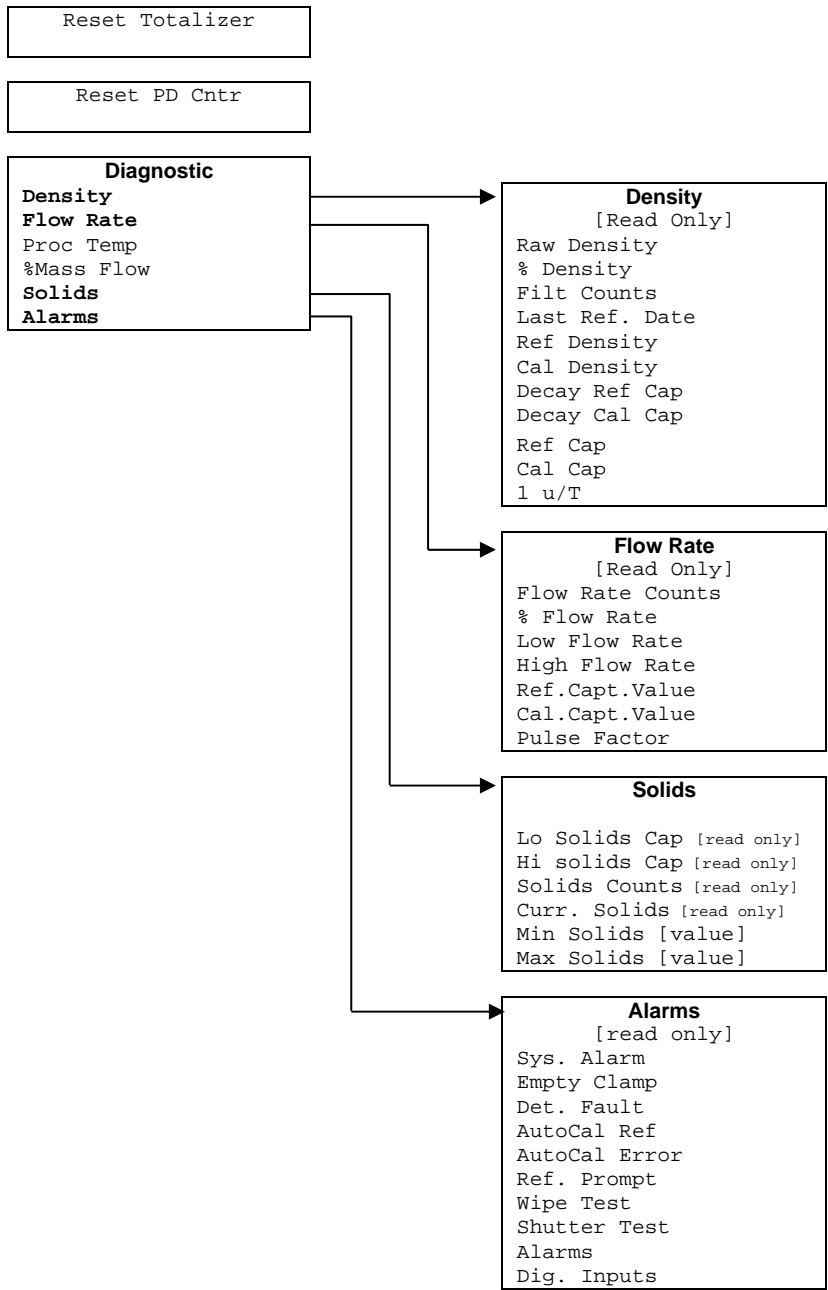 Reset Totalizer
Reset PD Cntr
Diagnostic
Density
Flow Rate
Proc Temp
%Mass Flow
Solids
Alarms
Density
[Read Only]
Raw Density
% Density
Filt Counts
Last Ref. Date
Ref Density
Cal Density
Decay Ref Cap
Decay Cal Cap
Ref Cap
Cal Cap
1 u/T
Flow Rate
[Read Only]
Flow Rate Counts
% Flow Rate
Low Flow Rate
High Flow Rate
Ref.Capt.Value
Cal.Capt.Value
Pulse Factor
Solids
Lo Solids Cap [read only]
Hi solids Cap [read only]
Solids Counts [read only]
Curr. Solids [read only]
Min Solids [value]
Max Solids [value]
Alarms
[read only]
Sys. Alarm
Empty Clamp
Det. Fault
AutoCal Ref
AutoCal Error
Ref. Prompt
Wipe Test
Shutter Test
Alarms
Dig. Inputs